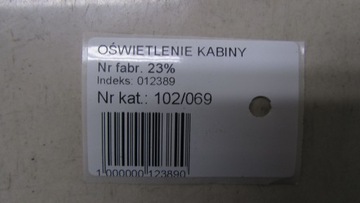 OŚWIETLENIE KABINY
Nr fabr. 23%
Indeks: 012389
Nr kat.: 102/069
1 000000 123890